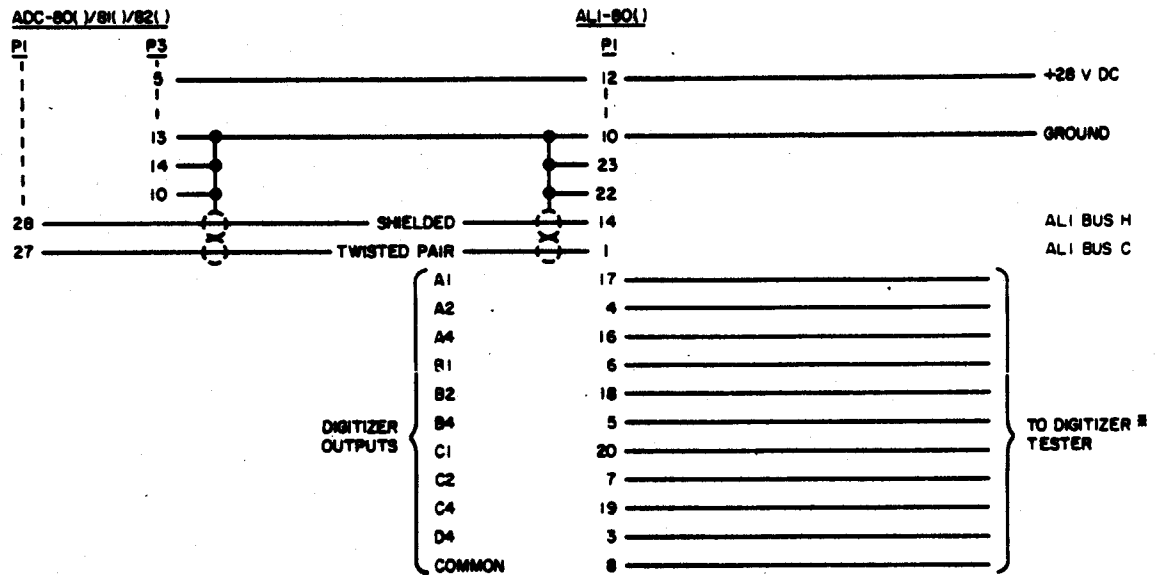 ADC-80( )/81( )/82( ) ALI-80( )
P1 P3 P1
5 12 +28 V DC
13 10 GROUND
14 23
10 22
28 SHIELDED 14 ALI BUS H
27 TWISTED PAIR 1 ALI BUS C
A1 17
A2 4
A4 16
B1 6
B2 18
DIGITIZER OUTPUTS B4 5 TO DIGITIZER * TESTER
C1 20
C2 7
C4 19
D4 3
COMMON 8